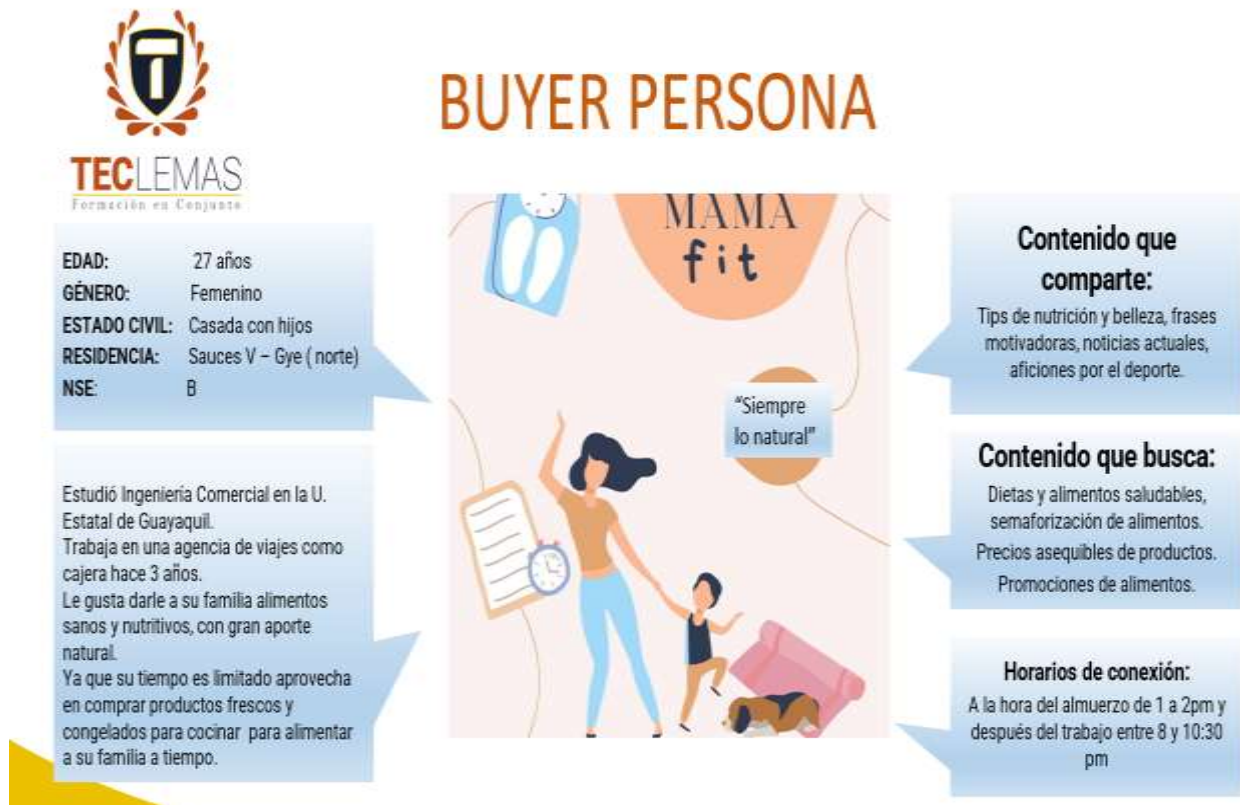 TECLEMAS
Formación en Conjunto
BUYER PERSONA
EDAD: 27 años
GÉNERO: Femenino
ESTADO CIVIL: Casada con hijos
RESIDENCIA: Sauces V – Gye ( norte)
NSE: B
Estudió Ingeniería Comercial en la U.
Estatal de Guayaquil.
Trabaja en una agencia de viajes como
cajera hace 3 años.
Le gusta darle a su familia alimentos
sanos y nutritivos, con gran aporte
natural.
Ya que su tiempo es limitado aprovecha
en comprar productos frescos y
congelados para cocinar para alimentar
a su familia a tiempo.
MAMA
fit
“Siempre
lo natural”
Contenido que
comparte:
Tips de nutrición y belleza, frases
motivadoras, noticias actuales,
aficiones por el deporte.
Contenido que busca:
Dietas y alimentos saludables,
semaforización de alimentos.
Precios asequibles de productos.
Promociones de alimentos.
Horarios de conexión:
A la hora del almuerzo de 1 a 2pm y
después del trabajo entre 8 y 10:30
pm